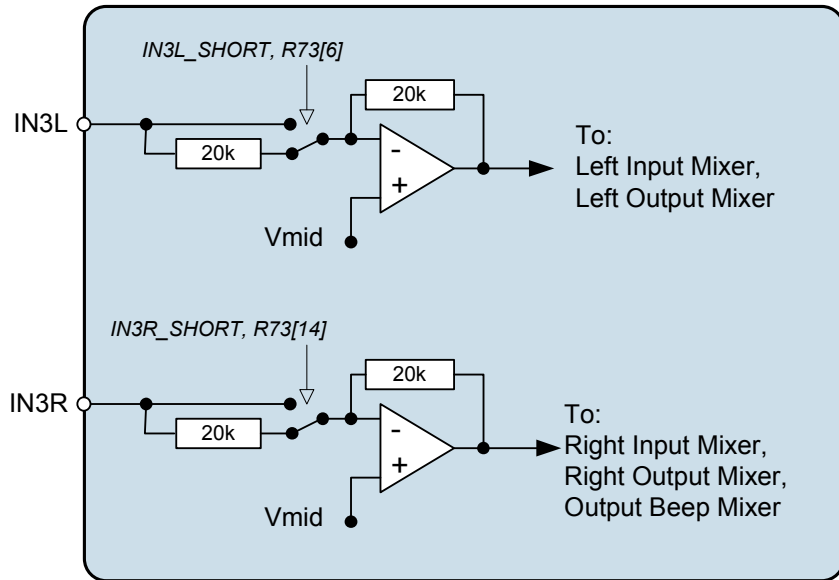 IN3L_SHORT, R73[6]
IN3L
20k
20k
-
+
Vmid
To:
Left Input Mixer,
Left Output Mixer
IN3R_SHORT, R73[14]
IN3R
20k
20k
-
+
Vmid
To:
Right Input Mixer,
Right Output Mixer,
Output Beep Mixer